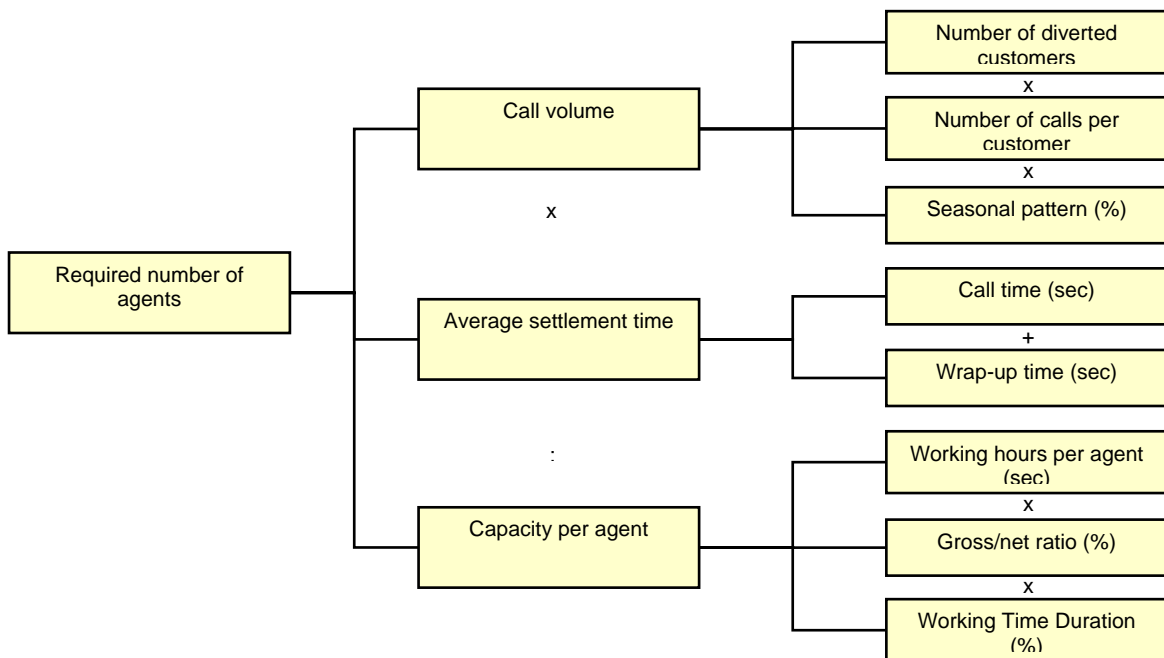 Required number of
agents
Call volume
x
Average settlement time
:
Capacity per agent
Number of diverted
customers
x
Number of calls per
customer
x
Seasonal pattern (%)
Call time (sec)
+
Wrap-up time (sec)
Working hours per agent
(sec)
x
Gross/net ratio (%)
x
Working Time Duration
(%)